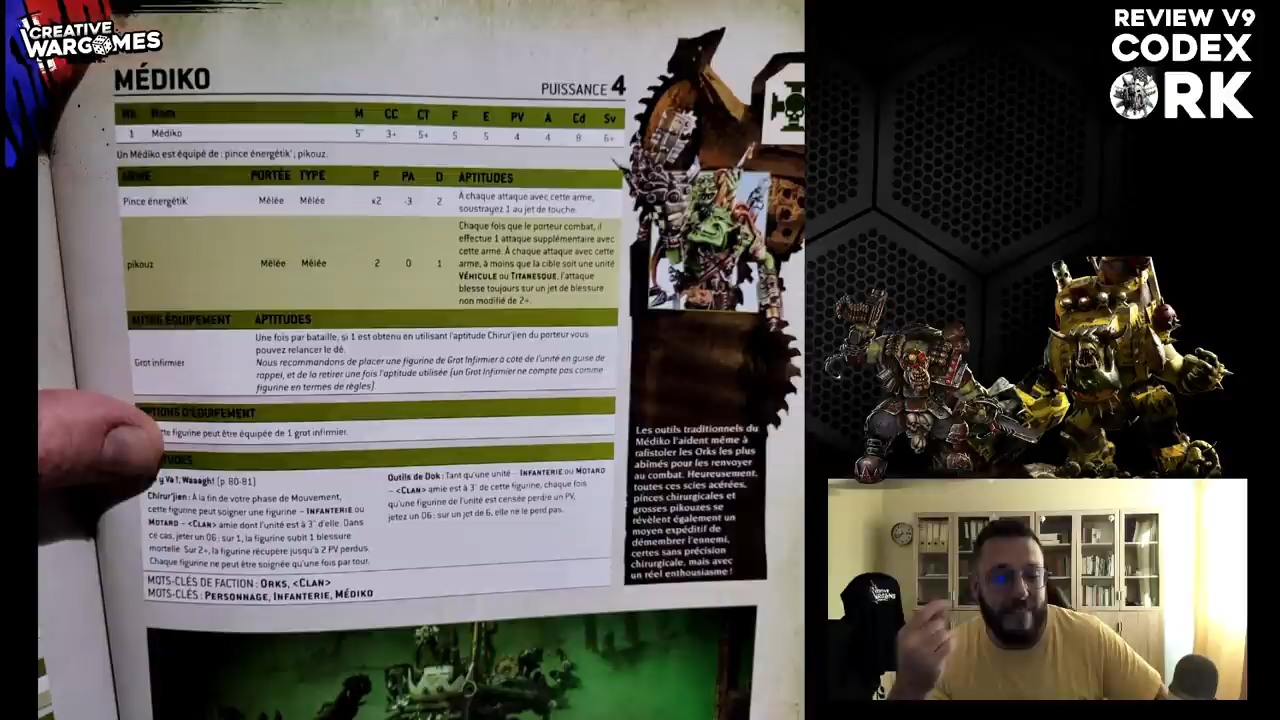 CREATIVE
WARGAMES
REVIEW V9
CODEX
ORK
MÉDIKO
PUISSANCE 4
Nb. Nom M CC CT F E PV A Cd Sv
1 Médiko 5" 3+ 5+ 5 5 4 4 8 6+
Un Médiko est équipé de : pince énergétik' ; pikouz.
ARME PORTÉE TYPE F PA D APTITUDES
Pince énergétik' Mêlée Mêlée x2 -3 2 À chaque attaque avec cette arme,
soustrayez 1 au jet de touche.
Chaque fois que le porteur combat, il
effectue 1 attaque supplémentaire avec
cette arme. À chaque attaque avec cette
pikouz Mêlée Mêlée 2 0 1 arme, à moins que la cible soit une unité
VÉHICULE ou TITANESQUE, l'attaque
blesse toujours sur un jet de blessure
non modifié de 2+.
AUTRE ÉQUIPEMENT APTITUDES
Une fois par bataille, si 1 est obtenu en utilisant l'aptitude Chirur'jien du porteur vous
pouvez relancer le dé.
Grot infirmier Nous recommandons de placer une figurine de Grot Infirmier à côté de l'unité en guise de
rappel, et de la retirer une fois l'aptitude utilisée (un Grot Infirmier ne compte pas comme
figurine en termes de règles).
OPTIONS D'ÉQUIPEMENT
figurine peut être équipée de 1 grot infirmier.
y Va !, Waaagh! (p. 80-81)
Chirur'jien : À la fin de votre phase de Mouvement,
cette figurine peut soigner une figurine – INFANTERIE ou
MOTARD – <CLAN> amie dont l'unité est à 3" d'elle. Dans
ce cas, jeter un D6 : sur 1, la figurine subit 1 blessure
mortelle. Sur 2+, la figurine récupère jusqu'à 2 PV perdus.
Chaque figurine ne peut être soignée qu'une fois par tour.
Outils de Dok : Tant qu'une unité – INFANTERIE ou MOTARD
– <CLAN> amie est à 3" de cette figurine, chaque fois
qu'une figurine de l'unité est censée perdre un PV,
jetez un D6 : sur un jet de 6, elle ne le perd pas.
MOTS-CLÉS DE FACTION : ORKS, <CLAN>
MOTS-CLÉS : PERSONNAGE, INFANTERIE, MÉDIKO
Les outils traditionnels du
Médiko l'aident même à
rafistoler les Orks les plus
abîmés pour les renvoyer
au combat. Heureusement,
toutes ces scies acérées,
pinces chirurgicales et
grosses pikouzes se
révèlent également un
moyen expéditif de
démembrer l'ennemi,
certes sans précision
chirurgicale, mais avec
un réel enthousiasme !